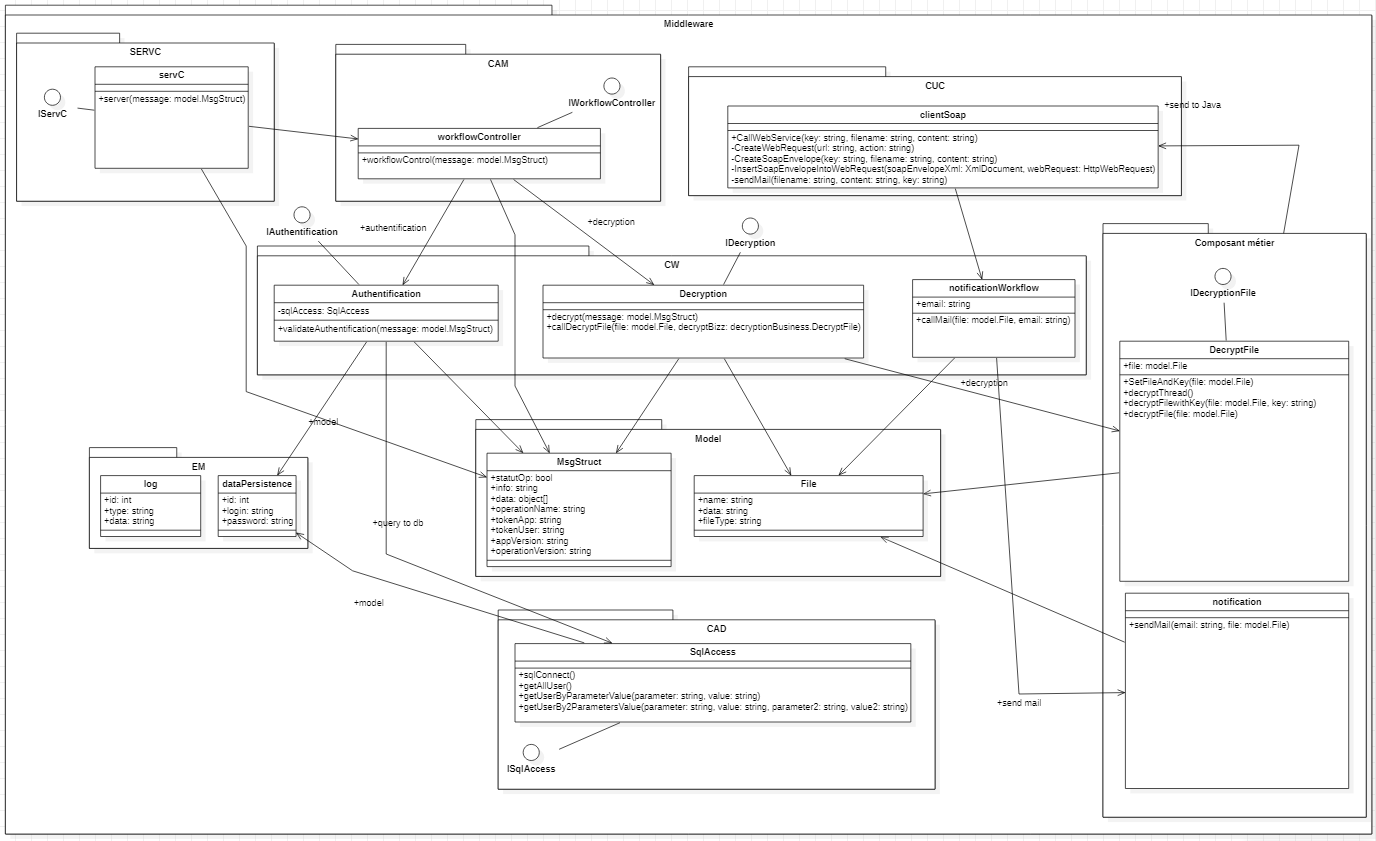 Middleware
SERVC
servC
+server(message: model.MsgStruct)
IServC
CAM
IWorkflowController
workflowController
+workflowControl(message: model.MsgStruct)
CUC
clientSoap
+CallWebService(key: string, filename: string, content: string)
-CreateWebRequest(url: string, action: string)
-CreateSoapEnvelope(key: string, filename: string, content: string)
-InsertSoapEnvelopeIntoWebRequest(soapEnvelopeXml: XmlDocument, webRequest: HttpWebRequest)
-sendMail(filename: string, content: string, key: string)
+send to Java
IAuthentification
+authentification
+decryption
IDecryption
CW
Authentification
-sqlAccess: SqlAccess
+validateAuthentification(message: model.MsgStruct)
Decryption
+decrypt(message: model.MsgStruct)
+callDecryptFile(file: model.File, decryptBizz: decryptionBusiness.DecryptFile)
notificationWorkflow
+email: string
+callMail(file: model.File, email: string)
Composant métier
IDecryptionFile
DecryptFile
+file: model.File
+SetFileAndKey(file: model.File)
+decryptThread()
+decryptFilewithKey(file: model.File, key: string)
+decryptFile(file: model.File)
+decryption
+model
EM
log
+id: int
+type: string
+data: string
dataPersistence
+id: int
+login: string
+password: string
Model
MsgStruct
+statutOp: bool
+info: string
+data: object[]
+operationName: string
+tokenApp: string
+tokenUser: string
+appVersion: string
+operationVersion: string
File
+name: string
+data: string
+fileType: string
+query to db
+model
notification
+sendMail(email: string, file: model.File)
CAD
SqlAccess
+sqlConnect()
+getAllUser()
+getUserByParameterValue(parameter: string, value: string)
+getUserBy2ParametersValue(parameter: string, value: string, parameter2: string, value2: string)
ISqlAccess
+send mail